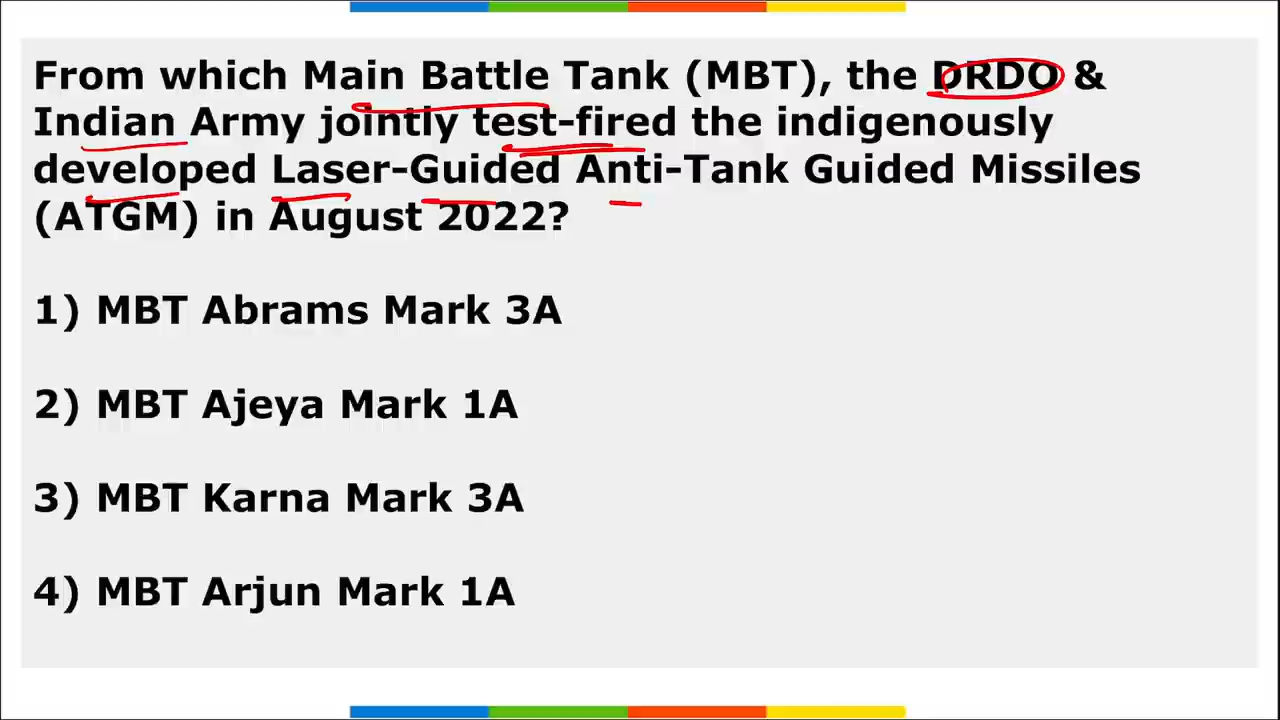 From which Main Battle Tank (MBT), the DRDO &
Indian Army jointly test-fired the indigenously
developed Laser-Guided Anti-Tank Guided Missiles
(ATGM) in August 2022?
1) MBT Abrams Mark 3A
2) MBT Ajeya Mark 1A
3) MBT Karna Mark 3A
4) MBT Arjun Mark 1A